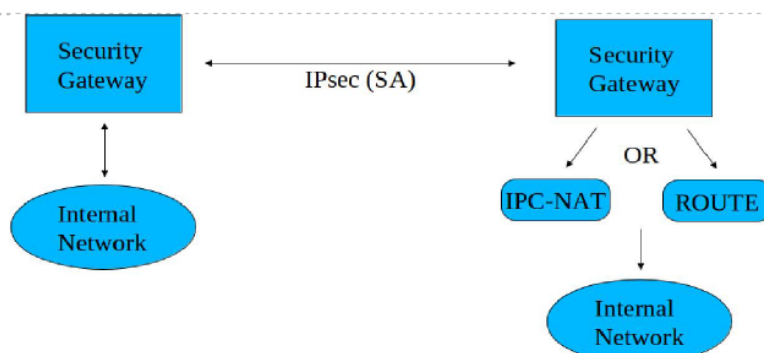 Security
Gateway
IPsec (SA)
Security
Gateway
OR
IPC-NAT
ROUTE
Internal
Network
Internal
Network